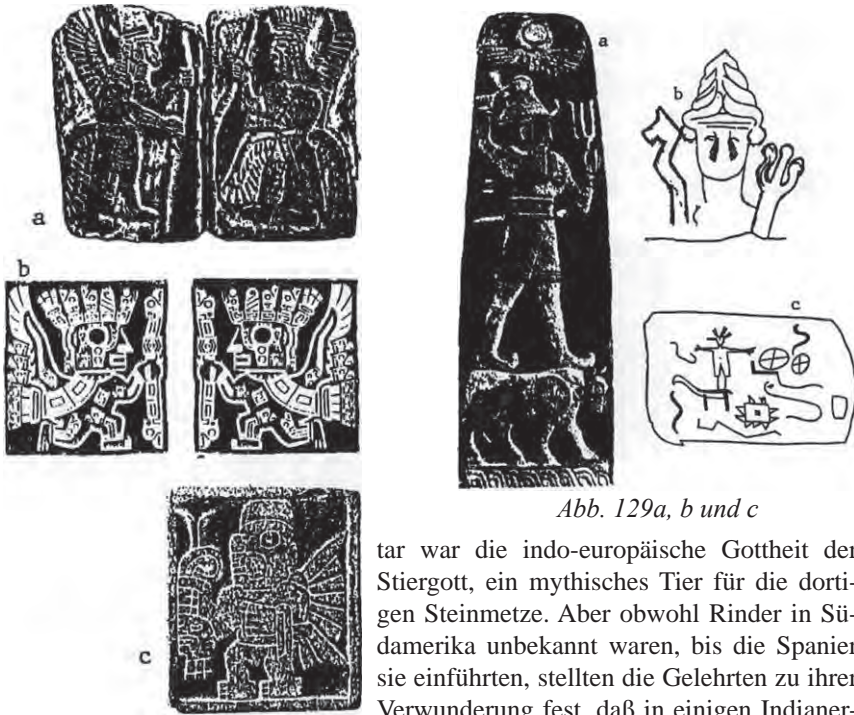 a
b
c
a
b
c
Abb. 129a, b und c
tar war die indo-europäische Gottheit der
Stiergott, ein mythisches Tier für die dorti-
gen Steinmetze. Aber obwohl Rinder in Sü-
damerika unbekannt waren, bis die Spanier
sie einführten, stellten die Gelehrten zu ihrer
Verwunderung fest, daß in einigen Indianer-